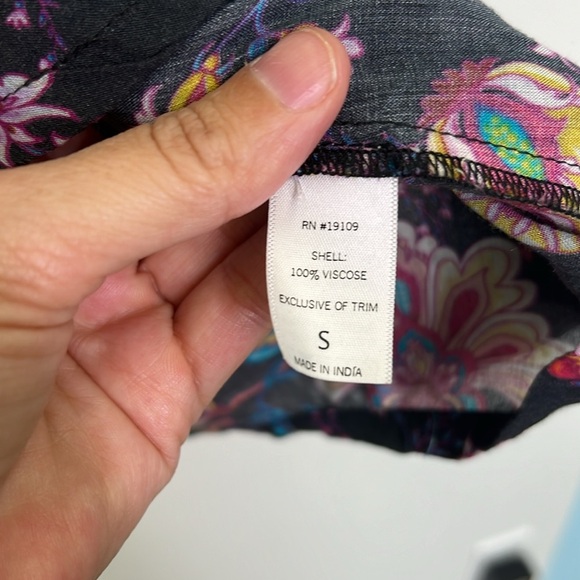 RN #19109
SHELL:
100% VISCOSE
EXCLUSIVE OF TRIM
S
MADE IN INDIA